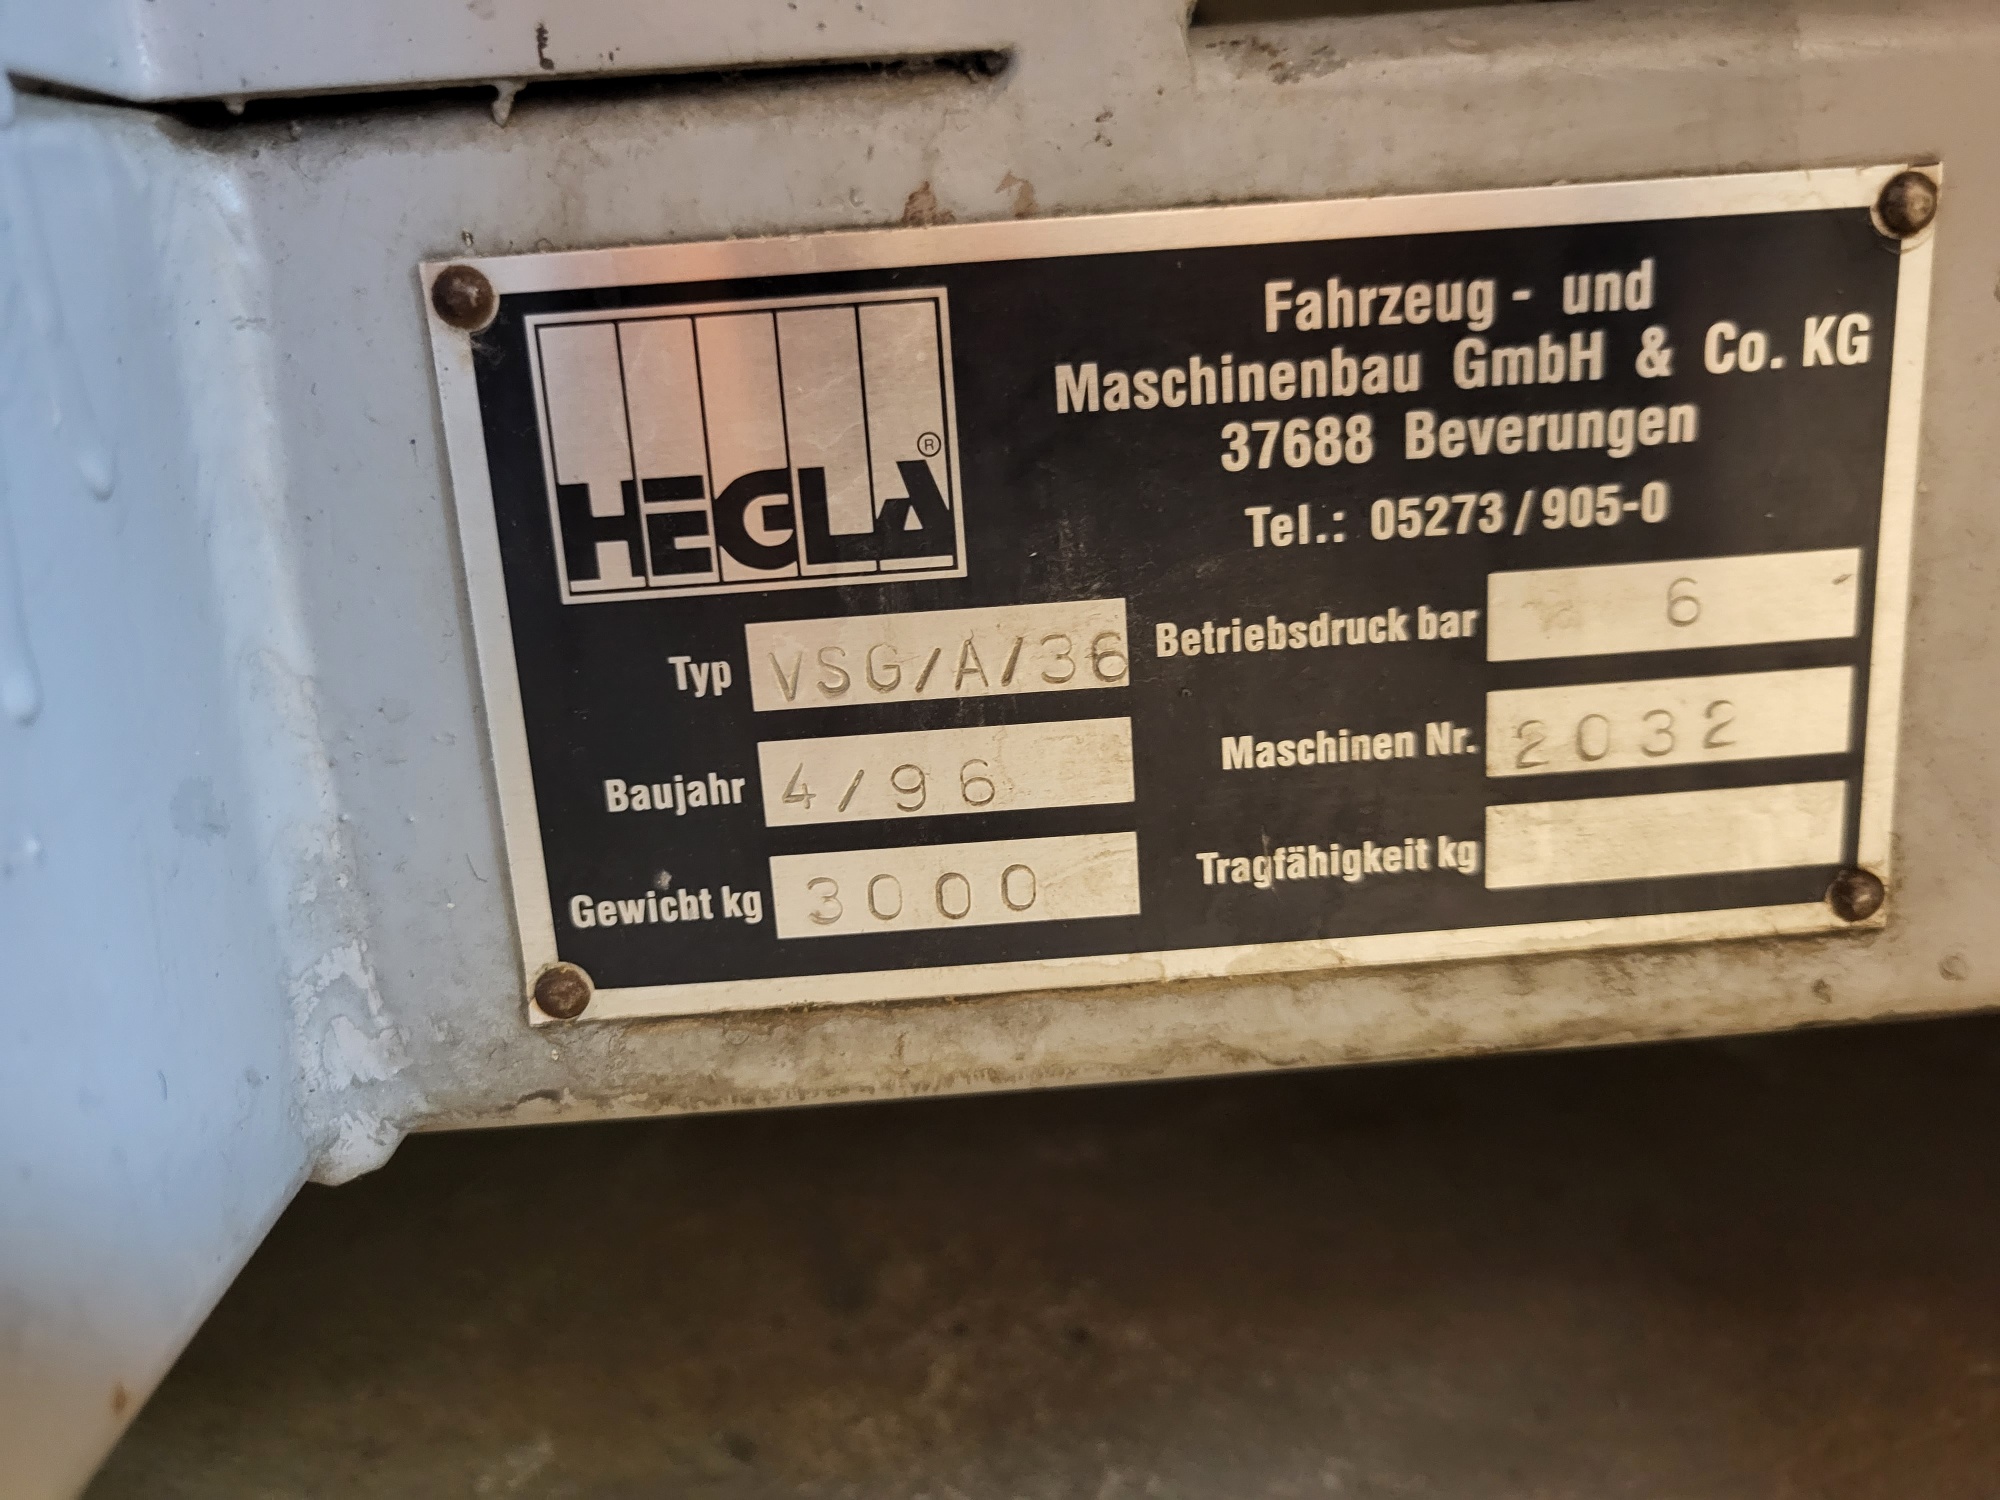 HEGLA®
Fahrzeug - und
Maschinenbau GmbH & Co. KG
37688 Beverungen
Tel.: 05273/905-0
Typ VSG/A/36
Betriebsdruck bar 6
Baujahr 4/96
Maschinen Nr. 2032
Gewicht kg 3000
Tragfähigkeit kg